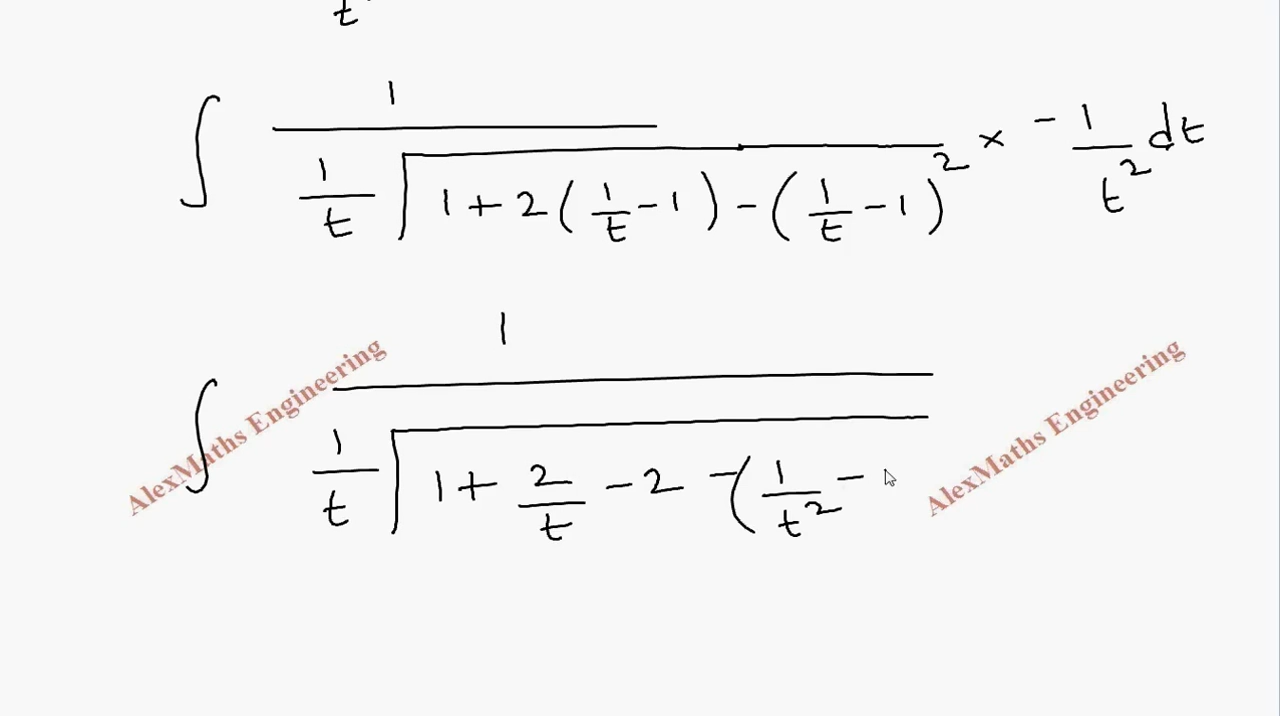 t
∫ 1 / ( 1/t √( 1 + 2 ( 1/t - 1 ) - ( 1/t - 1 )² ) ) × - 1/t² dt
∫ 1 / ( 1/t √( 1 + 2/t - 2 - ( 1/t² -
AlexMaths Engineering
AlexMaths Engineering